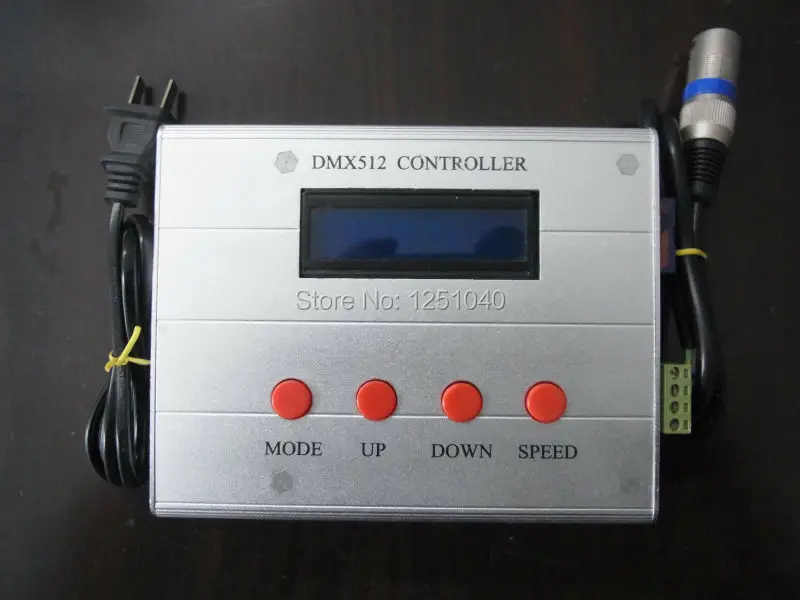 DMX512 CONTROLLER
Store No: 1251040
MODE UP DOWN SPEED